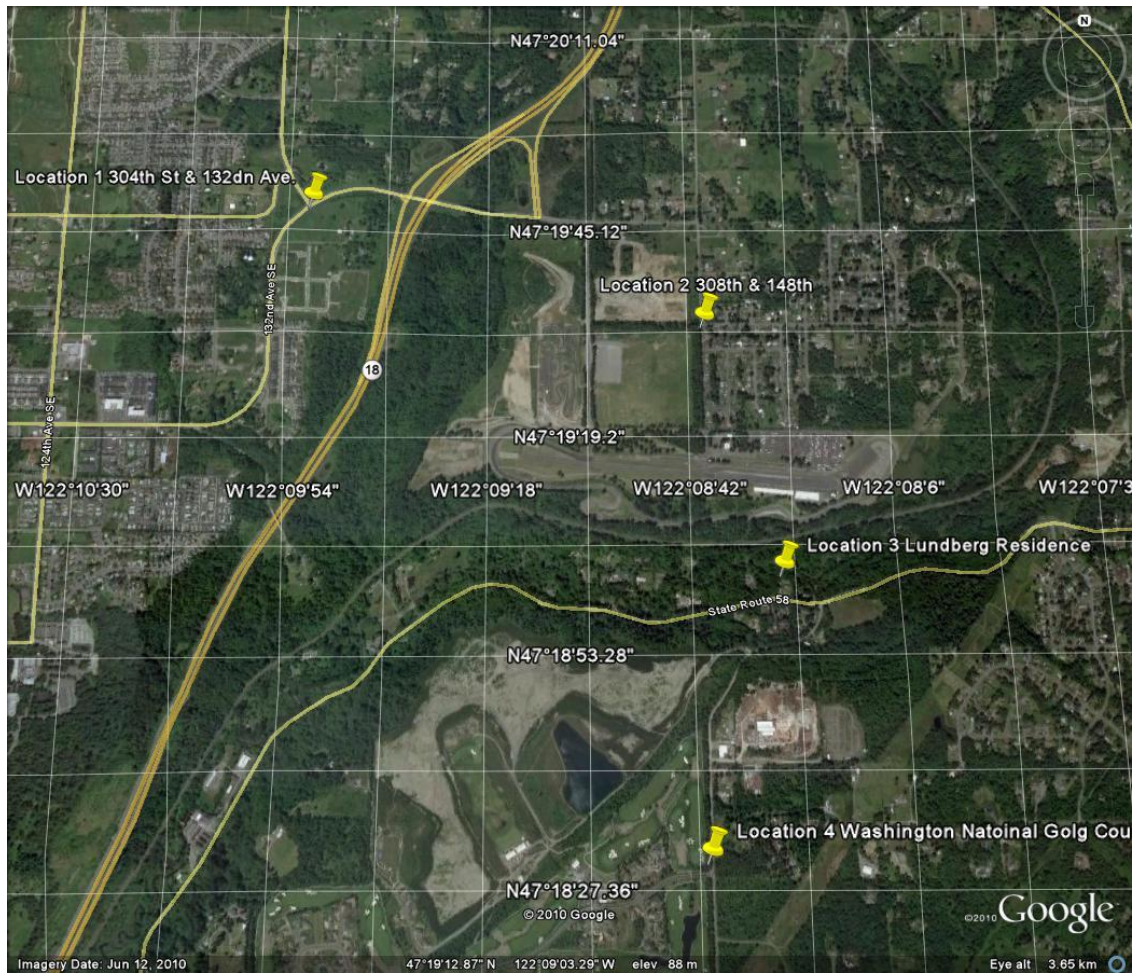 N
N47°20'11.04"
Location 1 304th St & 132dn Ave.
N47°19'45.12"
Location 2 308th & 148th
132nd Ave SE
18
124th Ave SE
N47°19'19.2"
W122°10'30"
W122°09'54"
W122°09'18"
W122°08'42"
W122°08'6"
W122°07'3
Location 3 Lundberg Residence
State Route 58
N47°18'53.28"
Location 4 Washington Natoinal Golg Cou
N47°18'27.36"
© 2010 Google
©2010 Google
Imagery Date: Jun 12, 2010
47°19'12.87" N 122°09'03.29" W elev 88 m
Eye alt 3.65 km